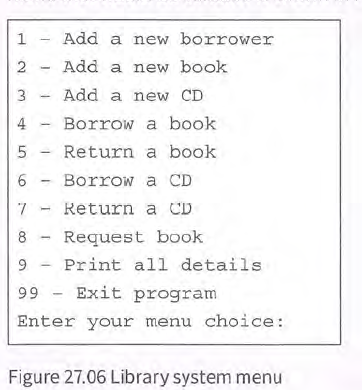 1 - Add a new borrower
2 - Add a new book
3 - Add a new CD
4 - Borrow a book
5 - Return a book
6 - Borrow a CD
7 - Return a CD
8 - Request book
9 - Print all details
99 - Exit program
Enter your menu choice:
Figure 27.06 Library system menu